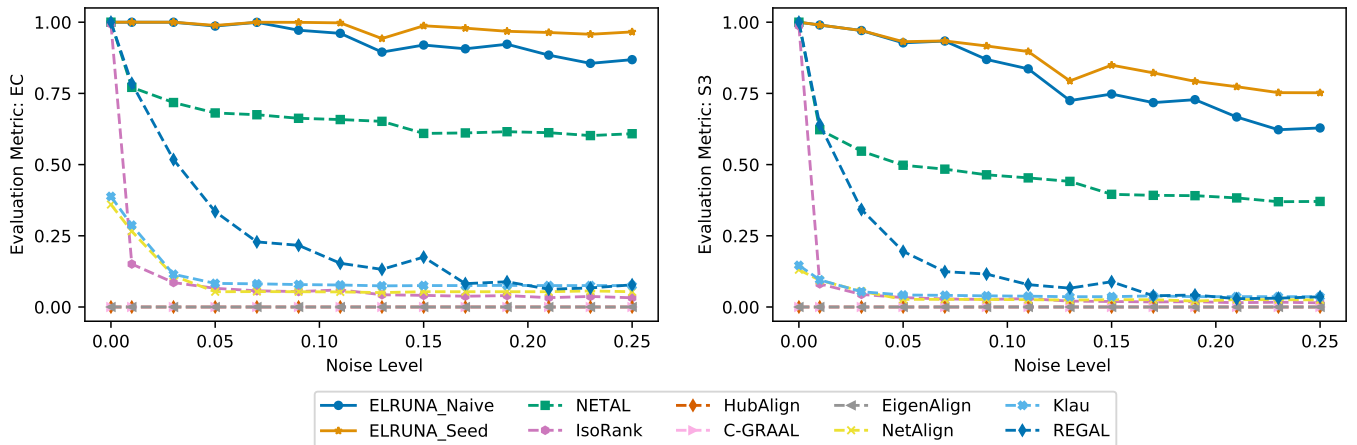 Evaluation Metric: EC
1.00
0.75
0.50
0.25
0.00
0.00 0.05 0.10 0.15 0.20 0.25
Noise Level
Evaluation Metric: S3
1.00
0.75
0.50
0.25
0.00
0.00 0.05 0.10 0.15 0.20 0.25
Noise Level
ELRUNA_Naive NETAL HubAlign EigenAlign Klau
ELRUNA_Seed IsoRank C-GRAAL NetAlign REGAL